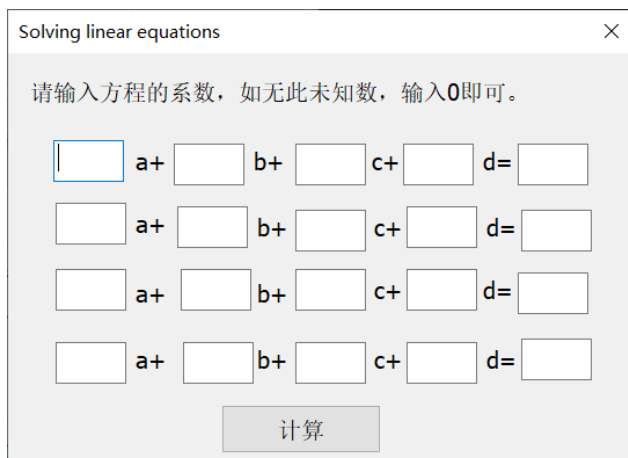 Solving linear equations
请输入方程的系数，如无此未知数，输入0即可。
a+ b+ c+ d=
a+ b+ c+ d=
a+ b+ c+ d=
a+ b+ c+ d=
计算